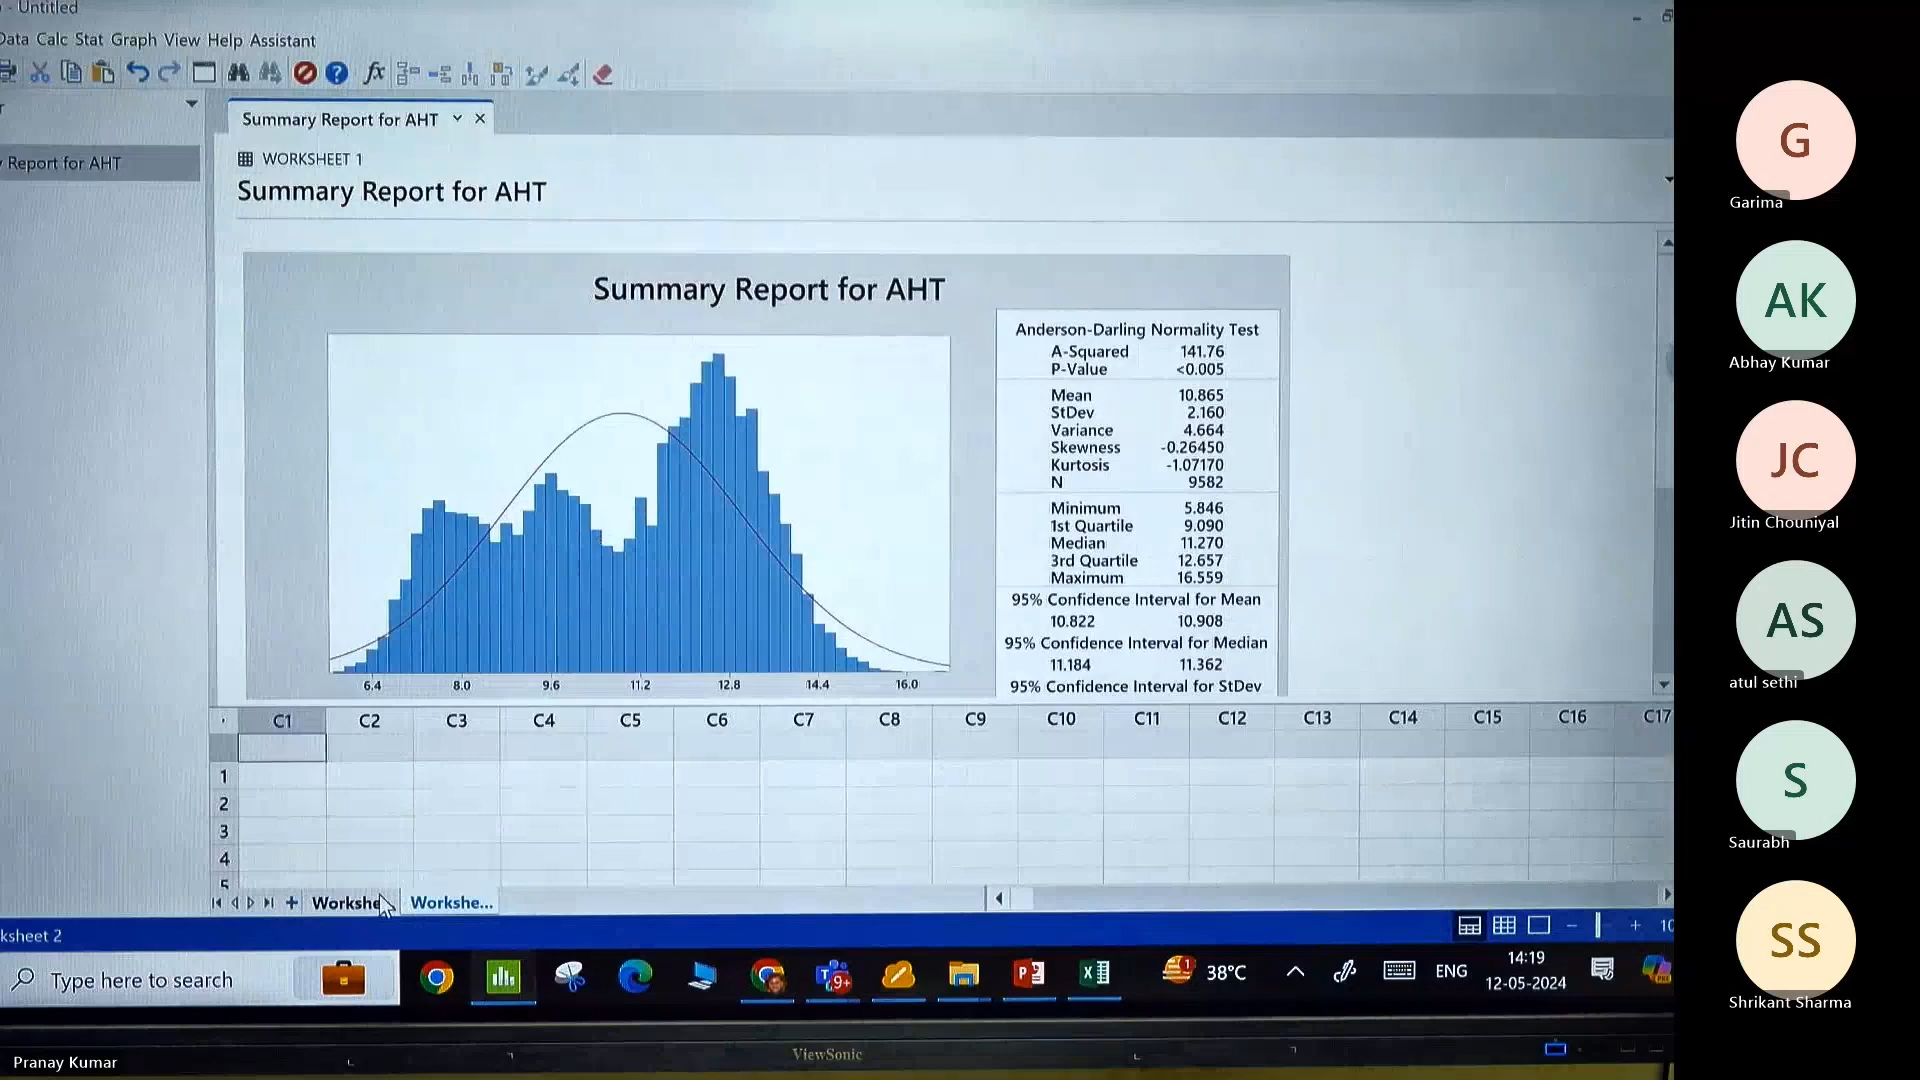 - Untitled
Data Calc Stat Graph View Help Assistant
Summary Report for AHT
Report for AHT
WORKSHEET 1
Summary Report for AHT
Summary Report for AHT
Anderson-Darling Normality Test
A-Squared 141.76
P-Value <0.005
Mean 10.865
StDev 2.160
Variance 4.664
Skewness -0.26450
Kurtosis -1.07170
N 9582
Minimum 5.846
1st Quartile 9.090
Median 11.270
3rd Quartile 12.657
Maximum 16.559
95% Confidence Interval for Mean
10.822 10.908
95% Confidence Interval for Median
11.184 11.362
95% Confidence Interval for StDev
6.4 8.0 9.6 11.2 12.8 14.4 16.0
C1 C2 C3 C4 C5 C6 C7 C8 C9 C10 C11 C12 C13 C14 C15 C16 C17
1
2
3
4
5
Workshe Workshe...
ksheet 2
10
Type here to search
9+
1
38°C
ENG
14:19
12-05-2024
ViewSonic
Pranay Kumar
G
Garima
AK
Abhay Kumar
JC
Jitin Chouniyal
AS
atul sethi
S
Saurabh
SS
Shrikant Sharma